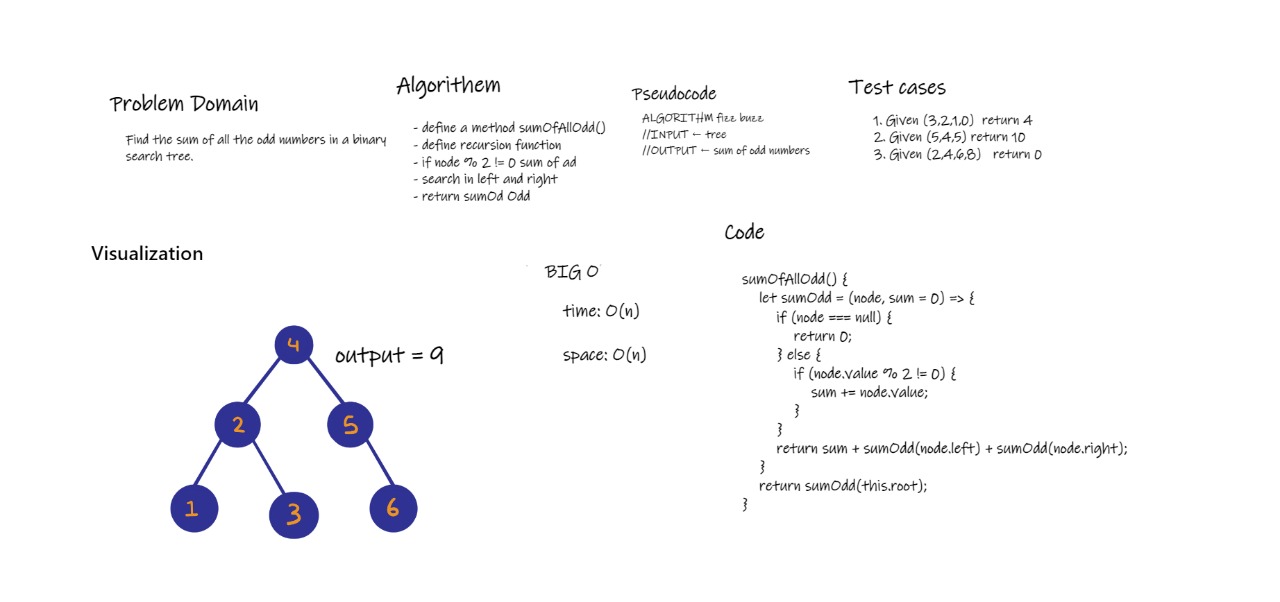 Problem Domain
Find the sum of all the odd numbers in a binary
search tree.
Algorithem
- define a method sumOfAllOdd()
- define recursion function
- if node % 2 != 0 sum of ad
- search in left and right
- return sumOd Odd
Pseudocode
ALGORITHM fizz buzz
//INPUT ← tree
//OUTPUT ← sum of odd numbers
Test cases
1. Given (3,2,1,0) return 4
2. Given (5,4,5) return 10
3. Given (2,4,6,8) return 0
Visualization
4
output = 9
2
5
1
3
6
BIG O
time: O(n)
space: O(n)
Code
sumOfAllOdd() {
let sumOdd = (node, sum = 0) => {
if (node === null) {
return 0;
} else {
if (node.value % 2 != 0) {
sum += node.value;
}
}
return sum + sumOdd(node.left) + sumOdd(node.right);
}
return sumOdd(this.root);
}